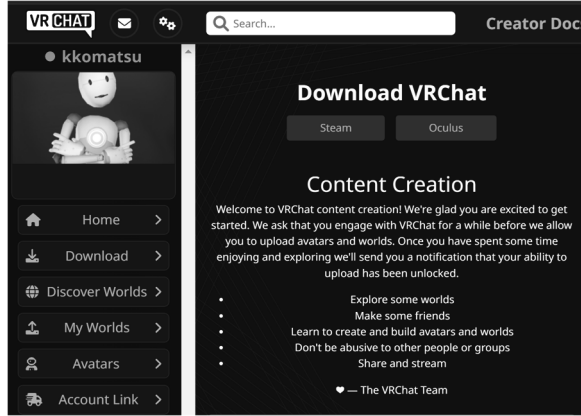 VRCHAT
Search...
Creator Docs
kkomatsu
Home
Download
Discover Worlds
My Worlds
Avatars
Account Link
Download VRChat
Steam
Oculus
Content Creation
Welcome to VRChat content creation! We're glad you are excited to get
started. We ask that you engage with VRChat for a while before we allow
you to upload avatars and worlds. Once you have spent some time
enjoying and exploring we'll send you a notification that your ability to
upload has been unlocked.
• Explore some worlds
• Make some friends
• Learn to create and build avatars and worlds
• Don't be abusive to other people or groups
• Share and stream
♥ — The VRChat Team